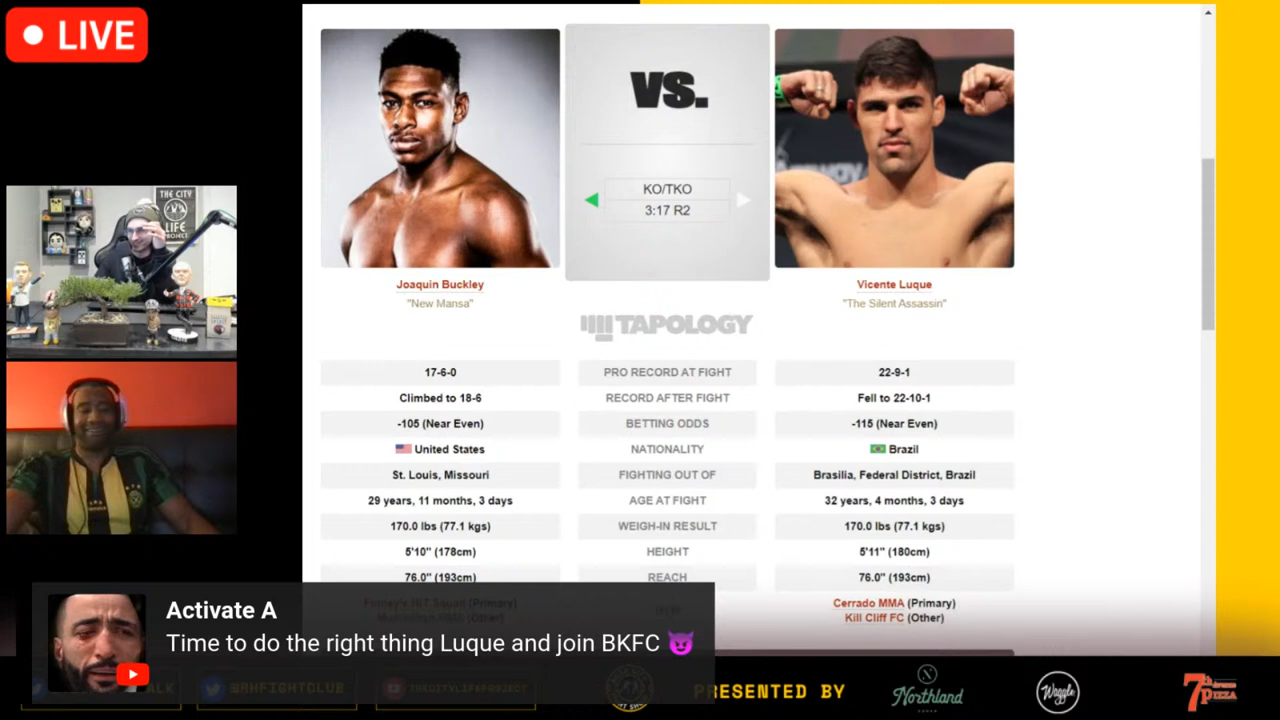 LIVE
THE CITY
LIFE
PROJECT
VS.
KO/TKO
3:17 R2
Joaquin Buckley
"New Mansa"
Vicente Luque
"The Silent Assassin"
TAPOLOGY
17-6-0 PRO RECORD AT FIGHT 22-9-1
Climbed to 18-6 RECORD AFTER FIGHT Fell to 22-10-1
-105 (Near Even) BETTING ODDS -115 (Near Even)
United States NATIONALITY Brazil
St. Louis, Missouri FIGHTING OUT OF Brasilia, Federal District, Brazil
29 years, 11 months, 3 days AGE AT FIGHT 32 years, 4 months, 3 days
170.0 lbs (77.1 kgs) WEIGH-IN RESULT 170.0 lbs (77.1 kgs)
5'10" (178cm) HEIGHT 5'11" (180cm)
76.0" (193cm) REACH 76.0" (193cm)
(Primary) Cerrado MMA (Primary)
(Other) Kill Cliff FC (Other)
Activate A
Time to do the right thing Luque and join BKFC 😈
ALK @RHFIGHTCLUB THECITYLIFEPROJECT PRESENTED BY Northland Waggle 7th PIZZA